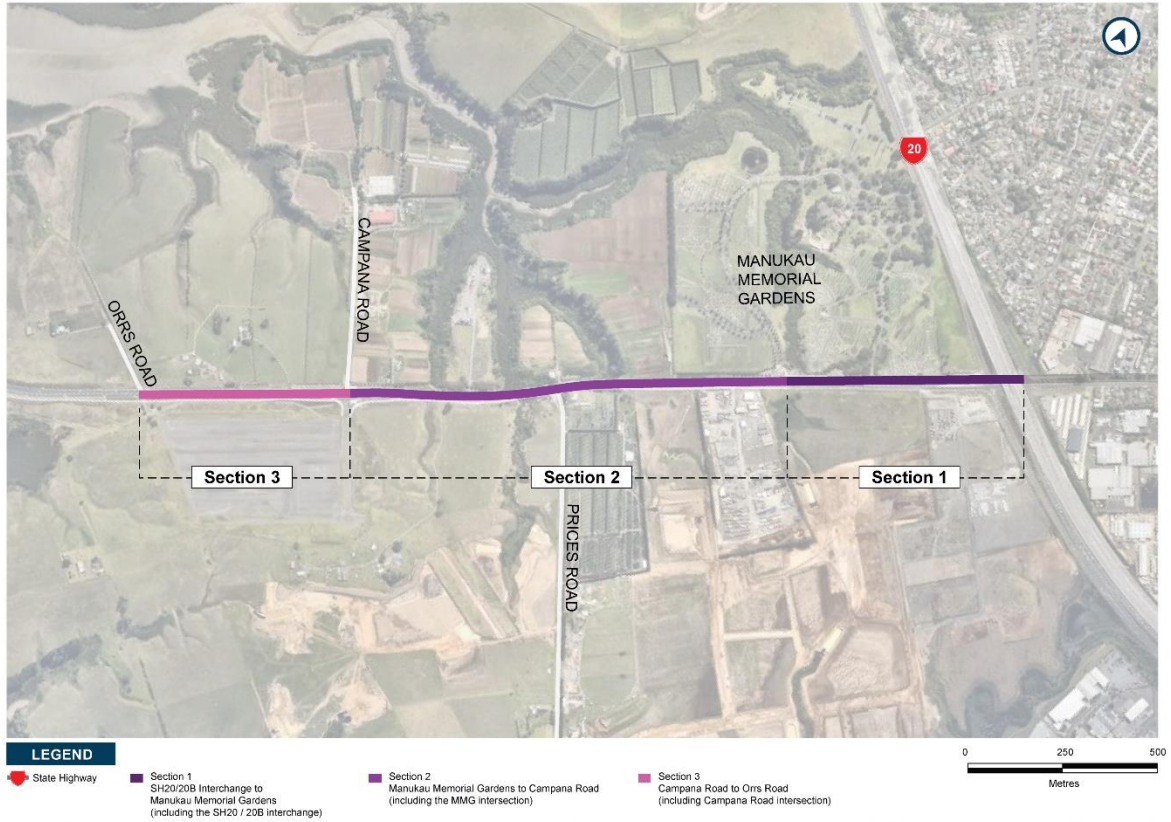 20
CAMPANA ROAD
MANUKAU
MEMORIAL
GARDENS
ORRS ROAD
Section 3
Section 2
Section 1
PRICES ROAD
LEGEND
State Highway
Section 1
SH20/20B Interchange to
Manukau Memorial Gardens
(including the SH20 / 20B interchange)
Section 2
Manukau Memorial Gardens to Campana Road
(including the MMG intersection)
Section 3
Campana Road to Orrs Road
(including Campana Road intersection)
0 250 500
Metres